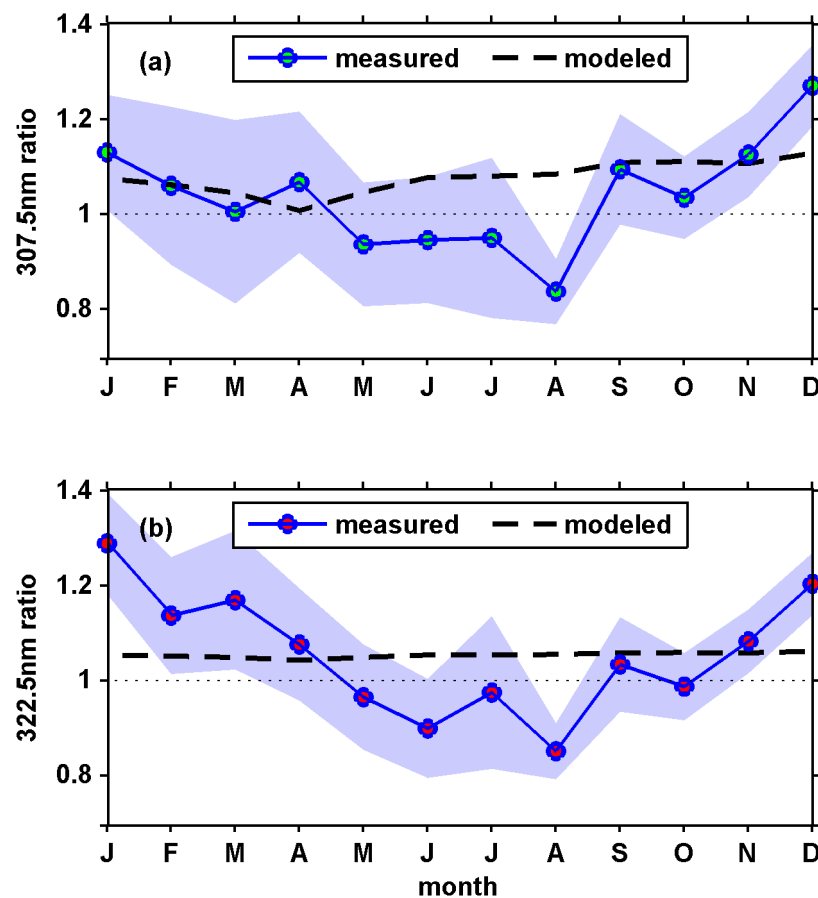 1.4
(a) measured modeled
1.2
307.5nm ratio
1
0.8
J F M A M J J A S O N D
1.4
(b) measured modeled
1.2
322.5nm ratio
1
0.8
J F M A M J J A S O N D
month